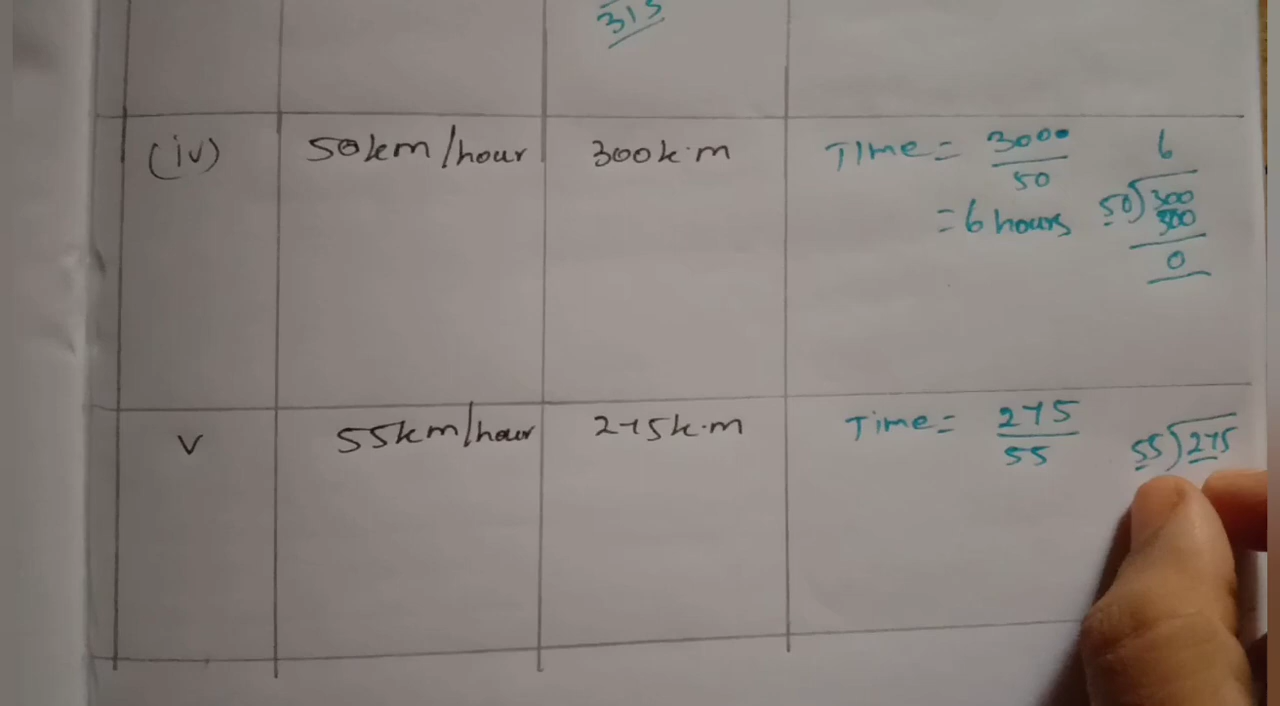 315
(iv) 50km/hour 300k.m Time = 3000
50
= 6 hours
6
50)300
300
0
v 55km/hour 275k.m Time = 275
55
55)275